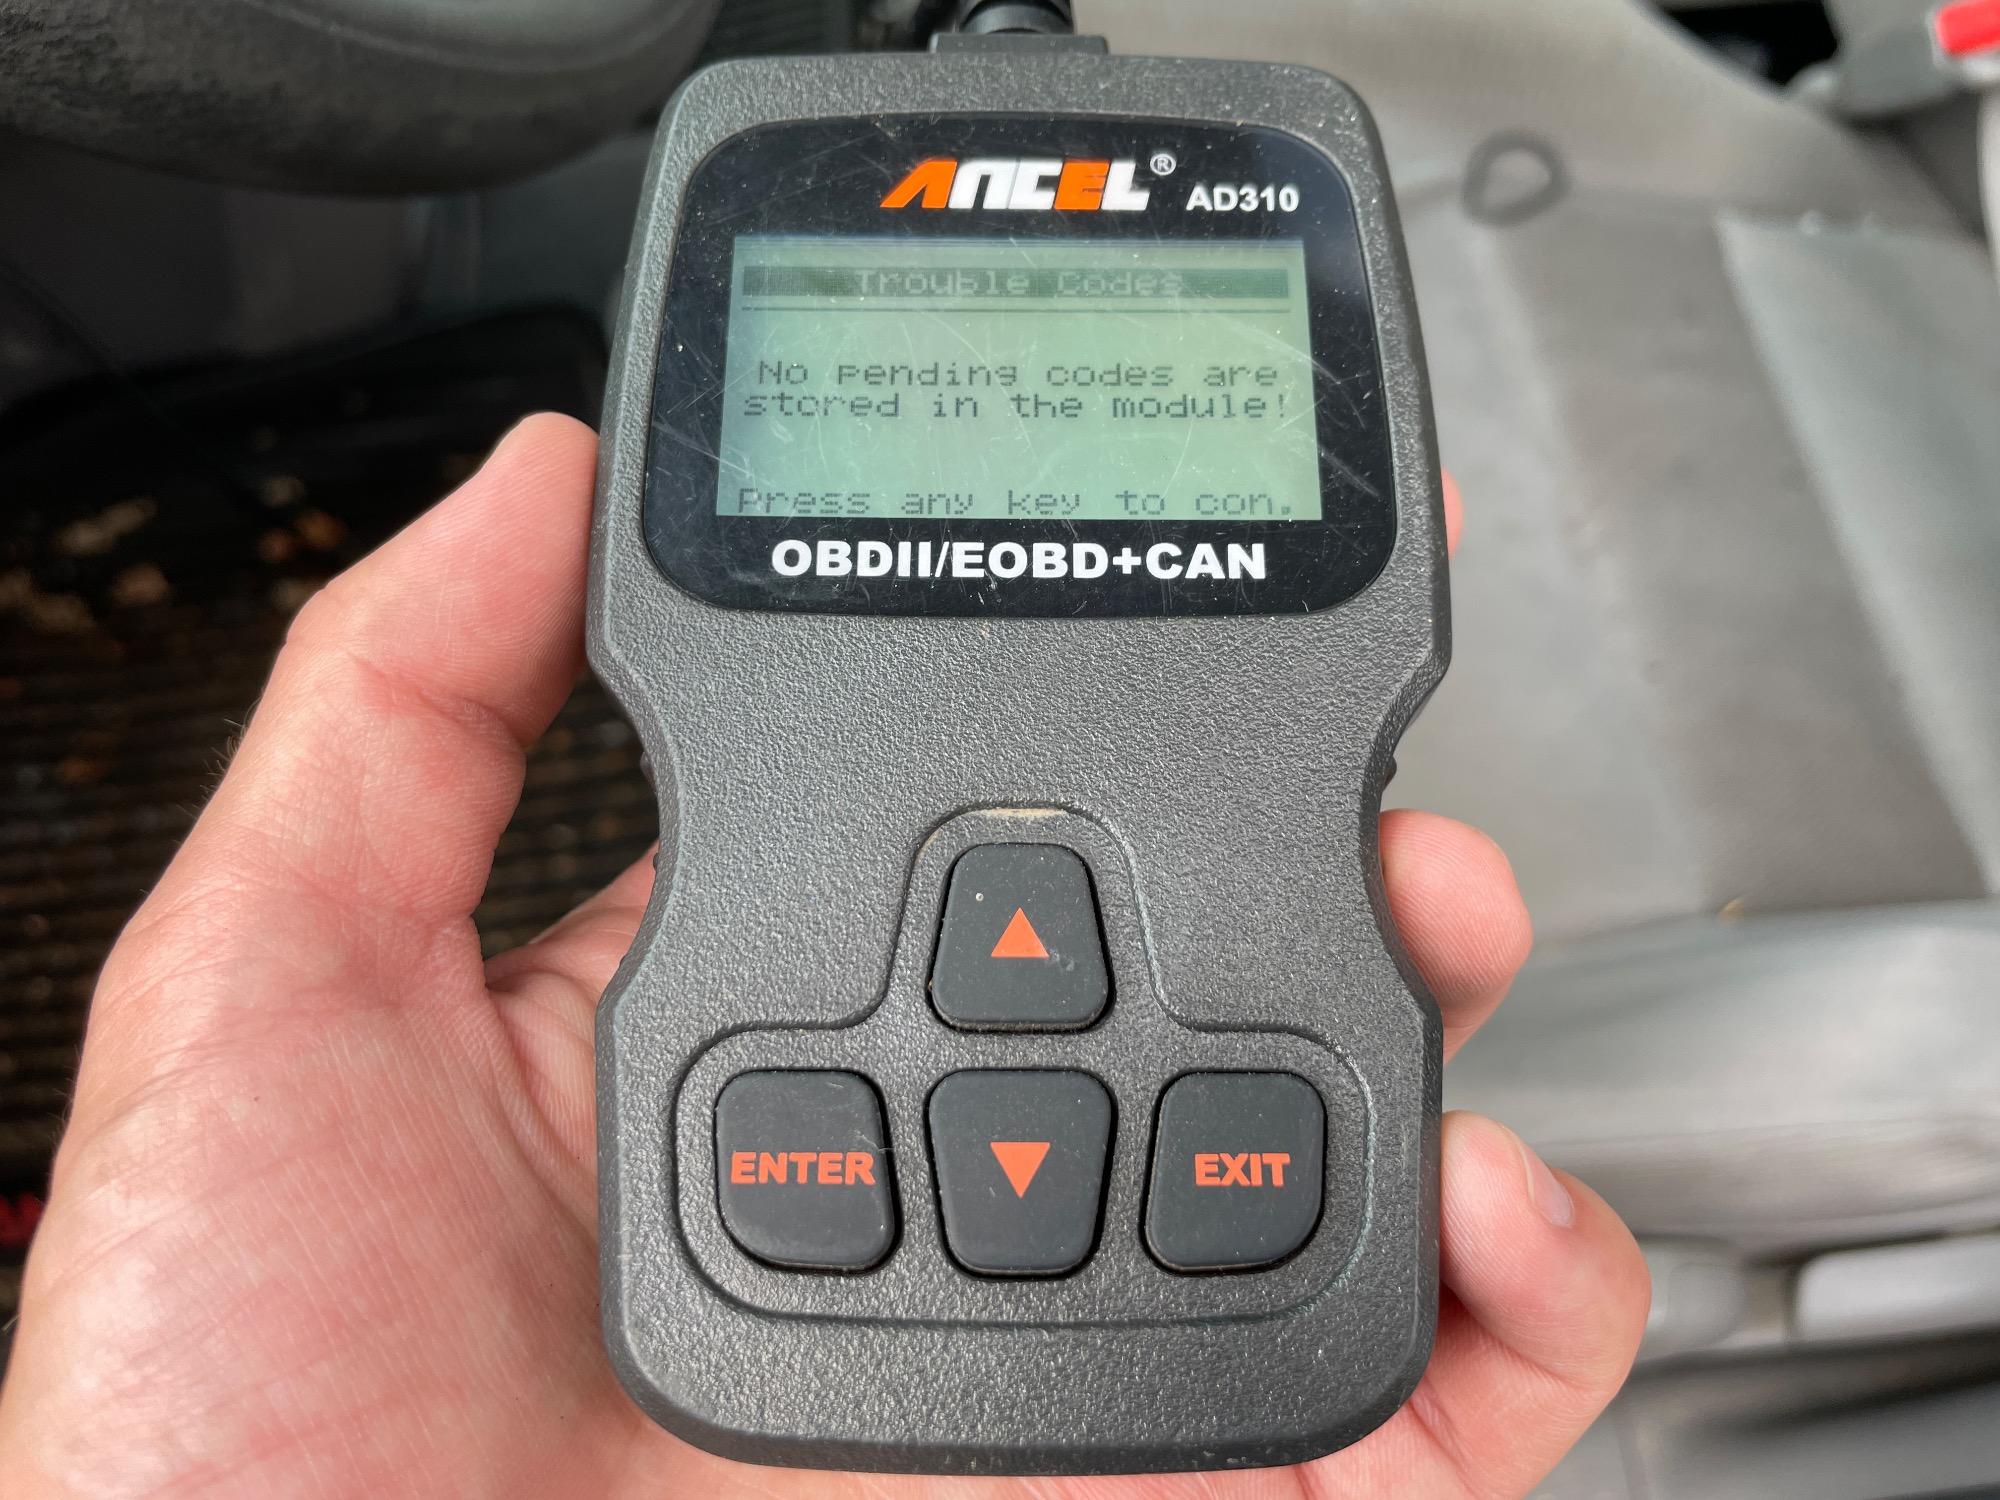 ANCEL® AD310
Trouble Codes
No pending codes are
stored in the module!
Press any key to con.
OBDII/EOBD+CAN
ENTER
EXIT